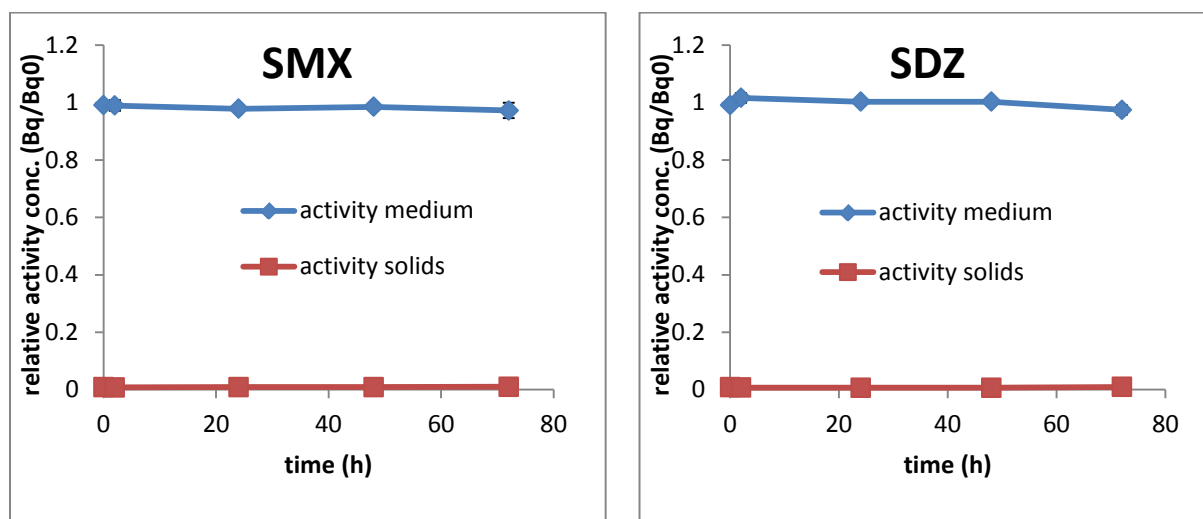 SMX
relative activity conc. (Bq/Bq0)
1.2
1
0.8
0.6
0.4
0.2
0
activity medium
activity solids
0 20 40 60 80
time (h)
SDZ
relative activity conc. (Bq/Bq0)
1.2
1
0.8
0.6
0.4
0.2
0
activity medium
activity solids
0 20 40 60 80
time (h)